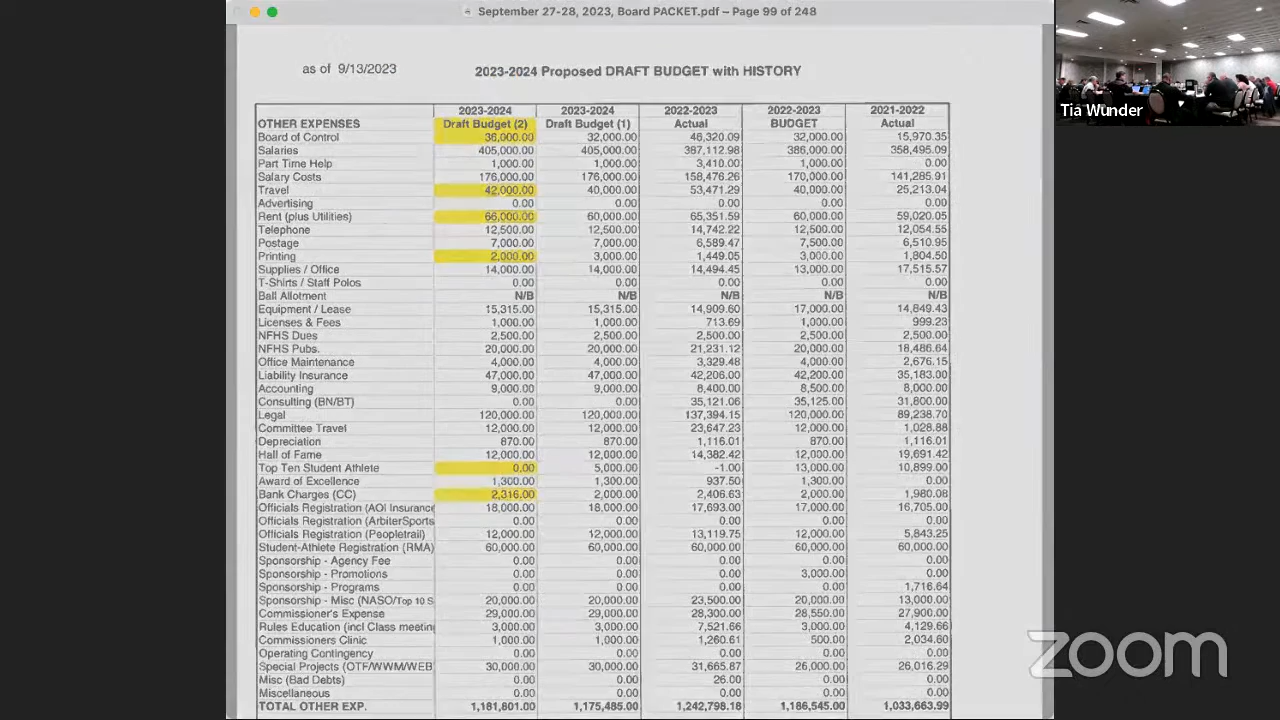 September 27-28, 2023, Board PACKET.pdf – Page 99 of 248
as of 9/13/2023
2023-2024 Proposed DRAFT BUDGET with HISTORY
2023-2024 2023-2024 2022-2023 2022-2023 2021-2022
OTHER EXPENSES Draft Budget (2) Draft Budget (1) Actual BUDGET Actual
Board of Control 36,000.00 32,000.00 46,320.09 32,000.00 15,970.35
Salaries 405,000.00 405,000.00 387,112.98 386,000.00 358,495.09
Part Time Help 1,000.00 1,000.00 3,410.00 1,000.00 0.00
Salary Costs 176,000.00 176,000.00 158,476.26 170,000.00 141,285.91
Travel 42,000.00 40,000.00 53,471.29 40,000.00 25,213.04
Advertising 0.00 0.00 0.00 0.00 0.00
Rent (plus Utilities) 66,000.00 60,000.00 65,351.59 60,000.00 59,020.05
Telephone 12,500.00 12,500.00 14,742.22 12,500.00 12,054.55
Postage 7,000.00 7,000.00 6,589.47 7,500.00 6,510.95
Printing 2,000.00 3,000.00 1,449.05 3,000.00 1,804.50
Supplies / Office 14,000.00 14,000.00 14,494.45 13,000.00 17,515.57
T-Shirts / Staff Polos 0.00 0.00 0.00 0.00 0.00
Ball Allotment N/B N/B N/B N/B N/B
Equipment / Lease 15,315.00 15,315.00 14,909.60 17,000.00 14,849.43
Licenses & Fees 1,000.00 1,000.00 713.69 1,000.00 999.23
NFHS Dues 2,500.00 2,500.00 2,500.00 2,500.00 2,500.00
NFHS Pubs. 20,000.00 20,000.00 21,231.12 20,000.00 18,486.64
Office Maintenance 4,000.00 4,000.00 3,329.48 4,000.00 2,676.15
Liability Insurance 47,000.00 47,000.00 42,206.00 42,200.00 35,183.00
Accounting 9,000.00 9,000.00 8,400.00 8,500.00 8,000.00
Consulting (BN/BT) 0.00 0.00 35,121.06 35,125.00 31,800.00
Legal 120,000.00 120,000.00 137,394.15 120,000.00 89,238.70
Committee Travel 12,000.00 12,000.00 23,647.23 12,000.00 1,028.88
Depreciation 870.00 870.00 1,116.01 870.00 1,116.01
Hall of Fame 12,000.00 12,000.00 14,382.42 12,000.00 19,691.42
Top Ten Student Athlete 0.00 5,000.00 -1.00 13,000.00 10,899.00
Award of Excellence 1,300.00 1,300.00 937.50 1,300.00 0.00
Bank Charges (CC) 2,316.00 2,000.00 2,406.63 2,000.00 1,980.08
Officials Registration (AOI Insurance 18,000.00 18,000.00 17,693.00 17,000.00 16,705.00
Officials Registration (ArbiterSports 0.00 0.00 0.00 0.00 0.00
Officials Registration (Peopletrail) 12,000.00 12,000.00 13,119.75 12,000.00 5,843.25
Student-Athlete Registration (RMA) 60,000.00 60,000.00 60,000.00 60,000.00 60,000.00
Sponsorship - Agency Fee 0.00 0.00 0.00 0.00 0.00
Sponsorship - Promotions 0.00 0.00 0.00 3,000.00 0.00
Sponsorship - Programs 0.00 0.00 0.00 0.00 1,716.64
Sponsorship - Misc (NASO/Top 10 S 20,000.00 20,000.00 23,500.00 20,000.00 13,000.00
Commissioner's Expense 29,000.00 29,000.00 28,300.00 28,550.00 27,900.00
Rules Education (incl Class meetin 3,000.00 3,000.00 7,521.66 3,000.00 4,129.66
Commissioners Clinic 1,000.00 1,000.00 1,260.61 500.00 2,034.60
Operating Contingency 0.00 0.00 0.00 0.00 0.00
Special Projects (OTF/WWM/WEB 30,000.00 30,000.00 31,665.87 26,000.00 26,016.29
Misc (Bad Debts) 0.00 0.00 26.00 0.00 0.00
Miscellaneous 0.00 0.00 0.00 0.00 0.00
TOTAL OTHER EXP. 1,181,801.00 1,175,485.00 1,242,798.18 1,186,545.00 1,033,663.99
Tia Wunder
zoom